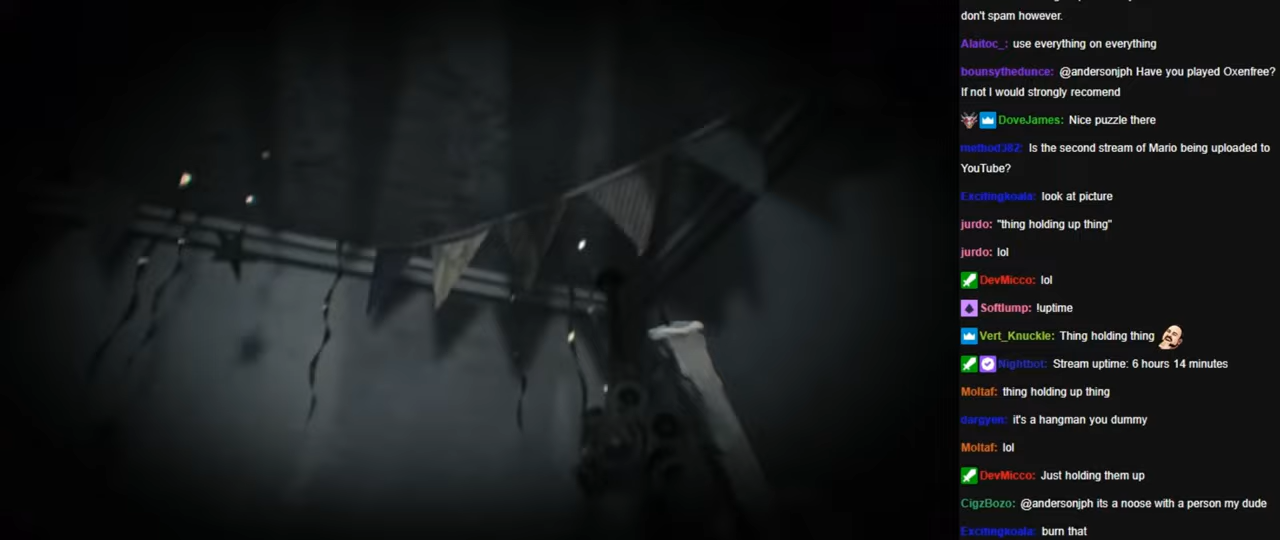 don't spam however.
Alaitoc_: use everything on everything
bounsythedunce: @andersonjph Have you played Oxenfree?
If not I would strongly recomend
DoveJames: Nice puzzle there
method382: Is the second stream of Mario being uploaded to
YouTube?
Excitingkoala: look at picture
jurdo: "thing holding up thing"
jurdo: lol
DevMicco: lol
Softlump: !uptime
Vert_Knuckle: Thing holding thing
Nightbot: Stream uptime: 6 hours 14 minutes
Moltaf: thing holding up thing
dargyen: it's a hangman you dummy
Moltaf: lol
DevMicco: Just holding them up
CigzBozo: @andersonjph its a noose with a person my dude
Excitingkoala: burn that